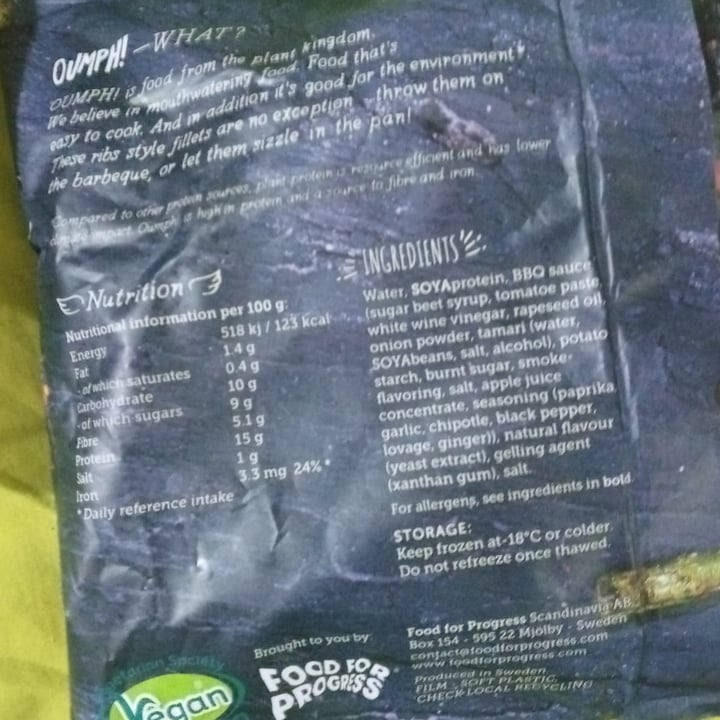 OUMPH! – WHAT?
OUMPH! is food from the plant kingdom.
We believe in mouthwatering food. Food that's
easy to cook. And in addition it's good for the environment
These ribs style fillets are no exception throw them on
the barbeque, or let them sizzle in the pan!
Compared to other protein sources, plant protein is resource efficient and has lower
climate impact. Oumph is high in protein and a source to fibre and iron
Nutrition
Nutritional information per 100 g:
Energy 518 kj / 123 kcal
Fat 1.4 g
- of which saturates 0.4 g
Carbohydrate 10 g
- of which sugars 9 g
Fibre 5.1 g
Protein 15 g
Salt 1 g
Iron 3.3 mg 24%*
*Daily reference intake
INGREDIENTS
Water, SOYAprotein, BBQ sauce
(sugar beet syrup, tomatoe paste,
white wine vinegar, rapeseed oil,
onion powder, tamari (water,
SOYAbeans, salt, alcohol), potato
starch, burnt sugar, smoke-
flavoring, salt, apple juice
concentrate, seasoning (paprika,
garlic, chipotle, black pepper,
lovage, ginger)), natural flavour
(yeast extract), gelling agent
(xanthan gum), salt.
For allergens, see ingredients in bold.
STORAGE:
Keep frozen at-18°C or colder.
Do not refreeze once thawed.
Society
Vegan
Brought to you by:
FOOD FOR
PROGRESS
Food for Progress Scandinavia AB
Box 154 - 595 22 Mjölby - Sweden
contact@foodforprogress.com
www.foodforprogress.com
Produced in Sweden.
FILM - SOFT PLASTIC,
CHECK LOCAL RECYCLING